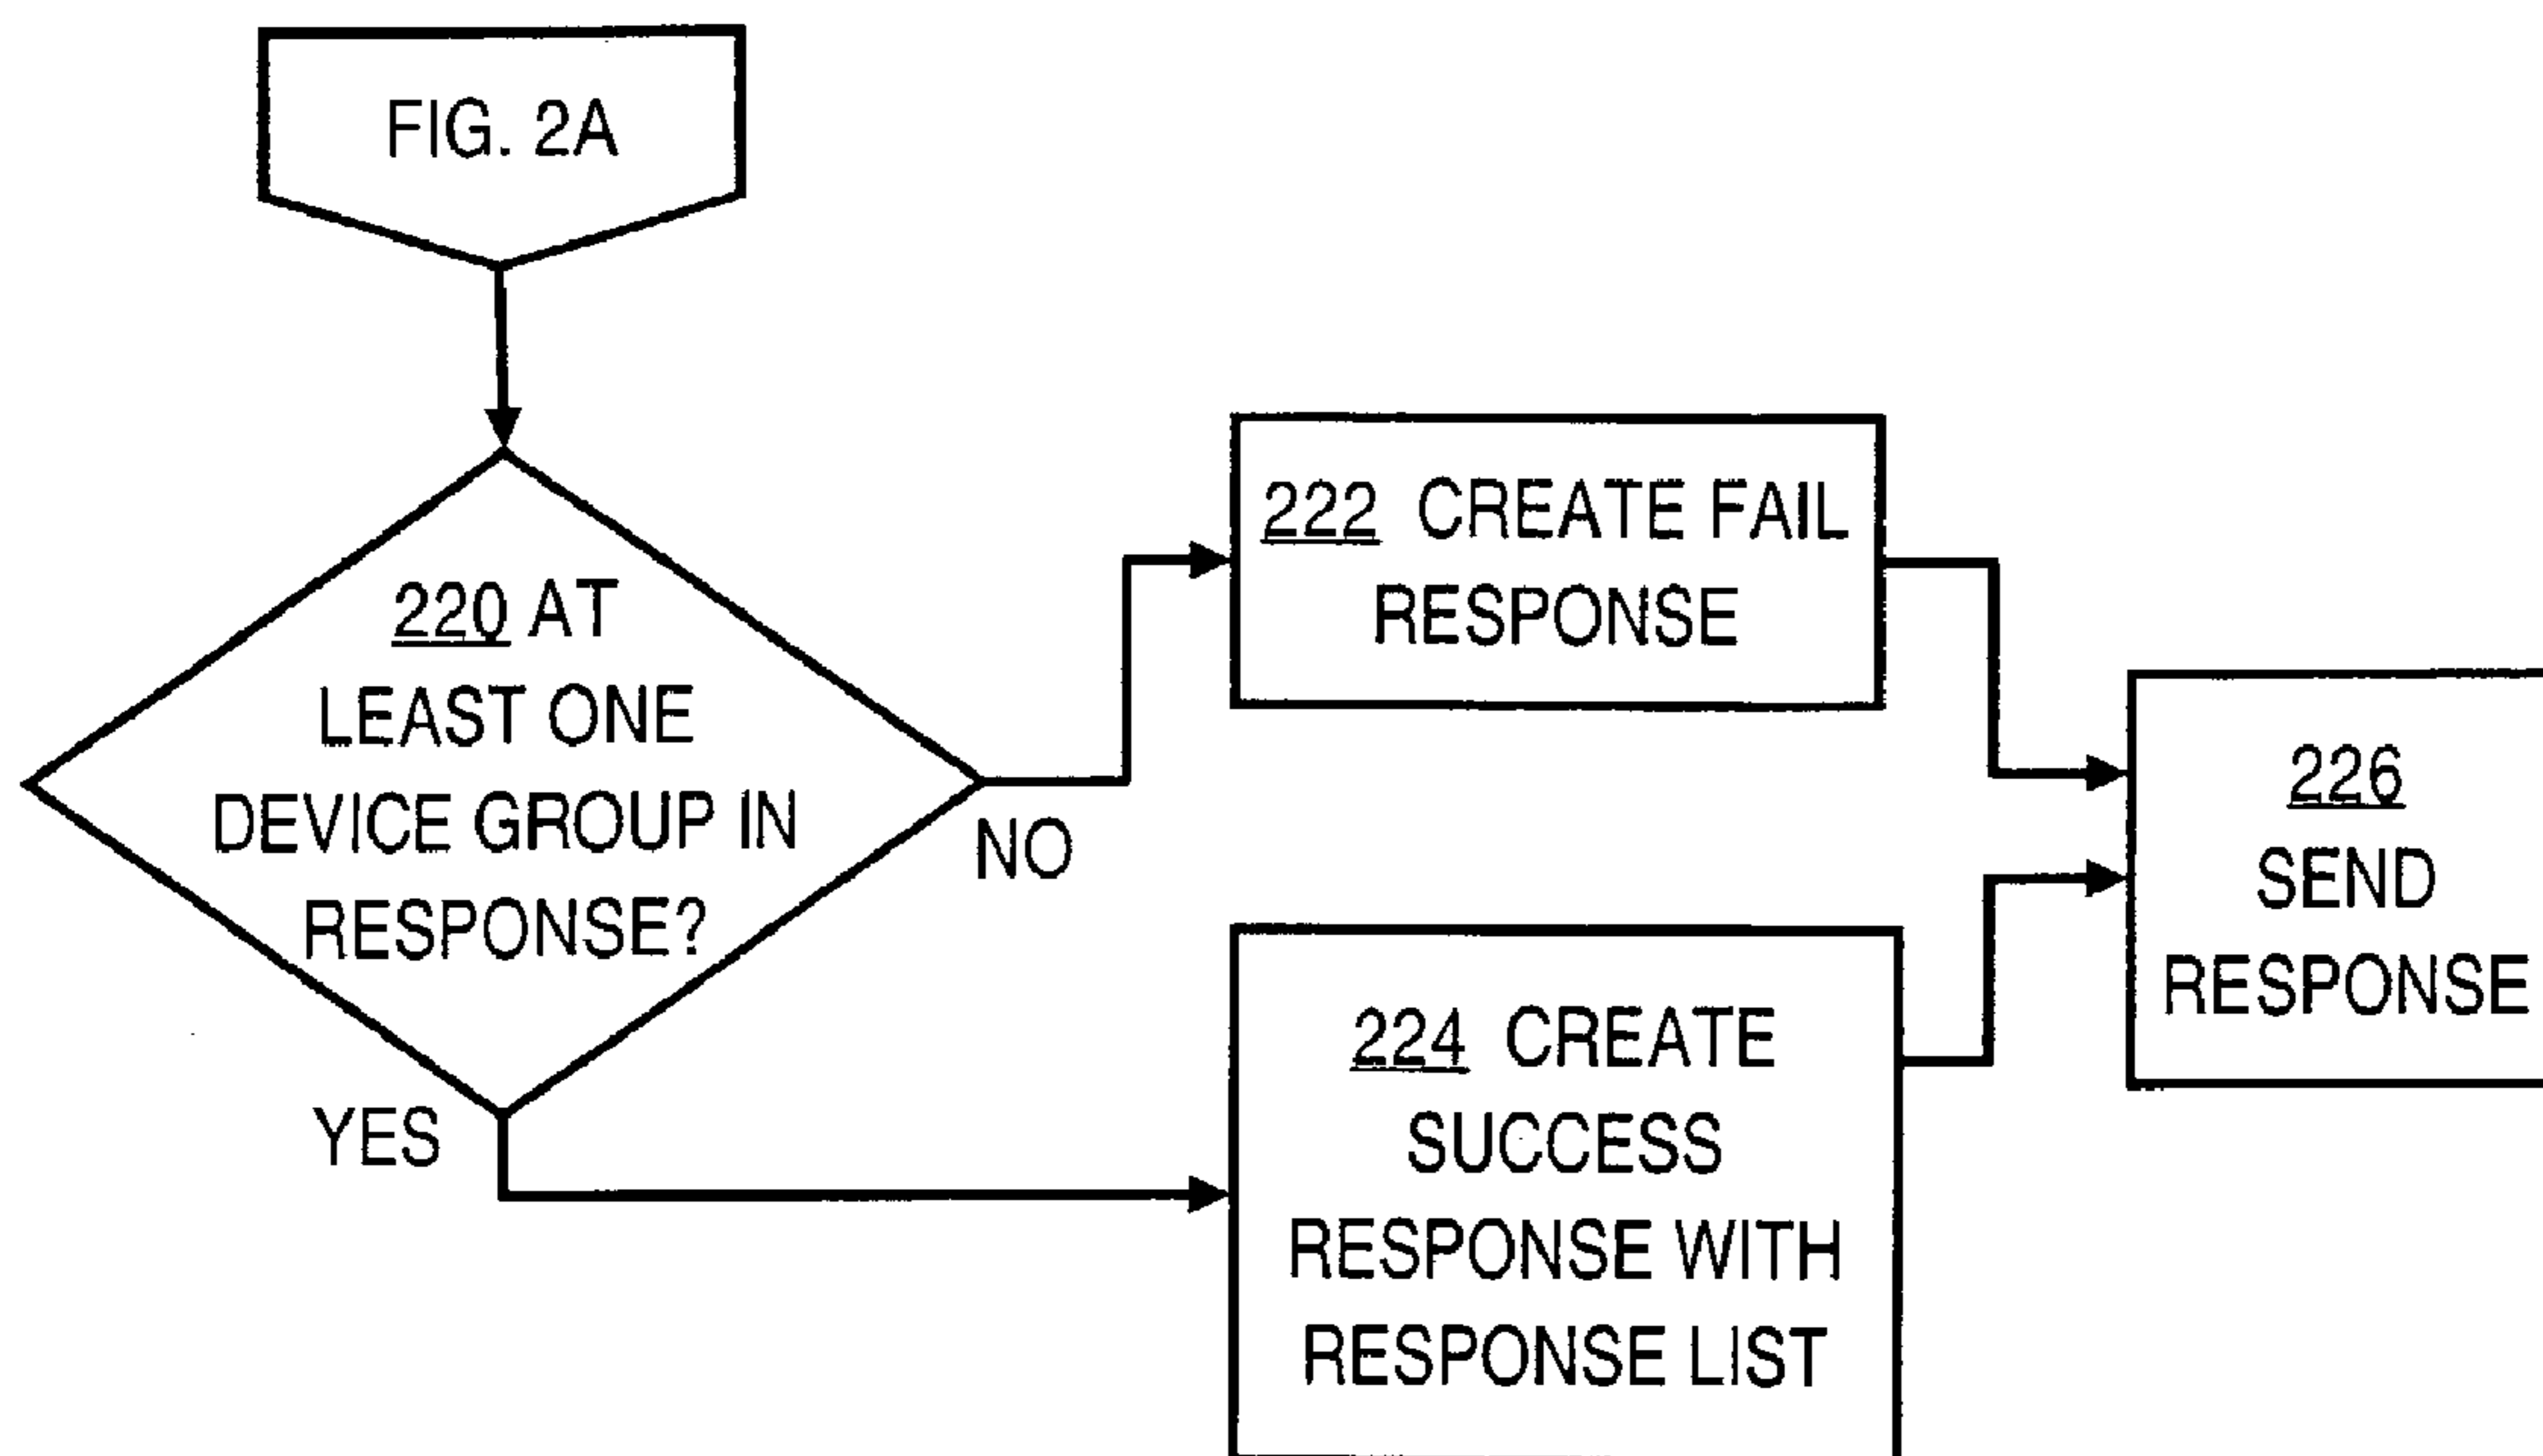 FIG. 2A
220 AT
LEAST ONE
DEVICE GROUP IN
RESPONSE?
NO
YES
222 CREATE FAIL
RESPONSE
224 CREATE
SUCCESS
RESPONSE WITH
RESPONSE LIST
226
SEND
RESPONSE